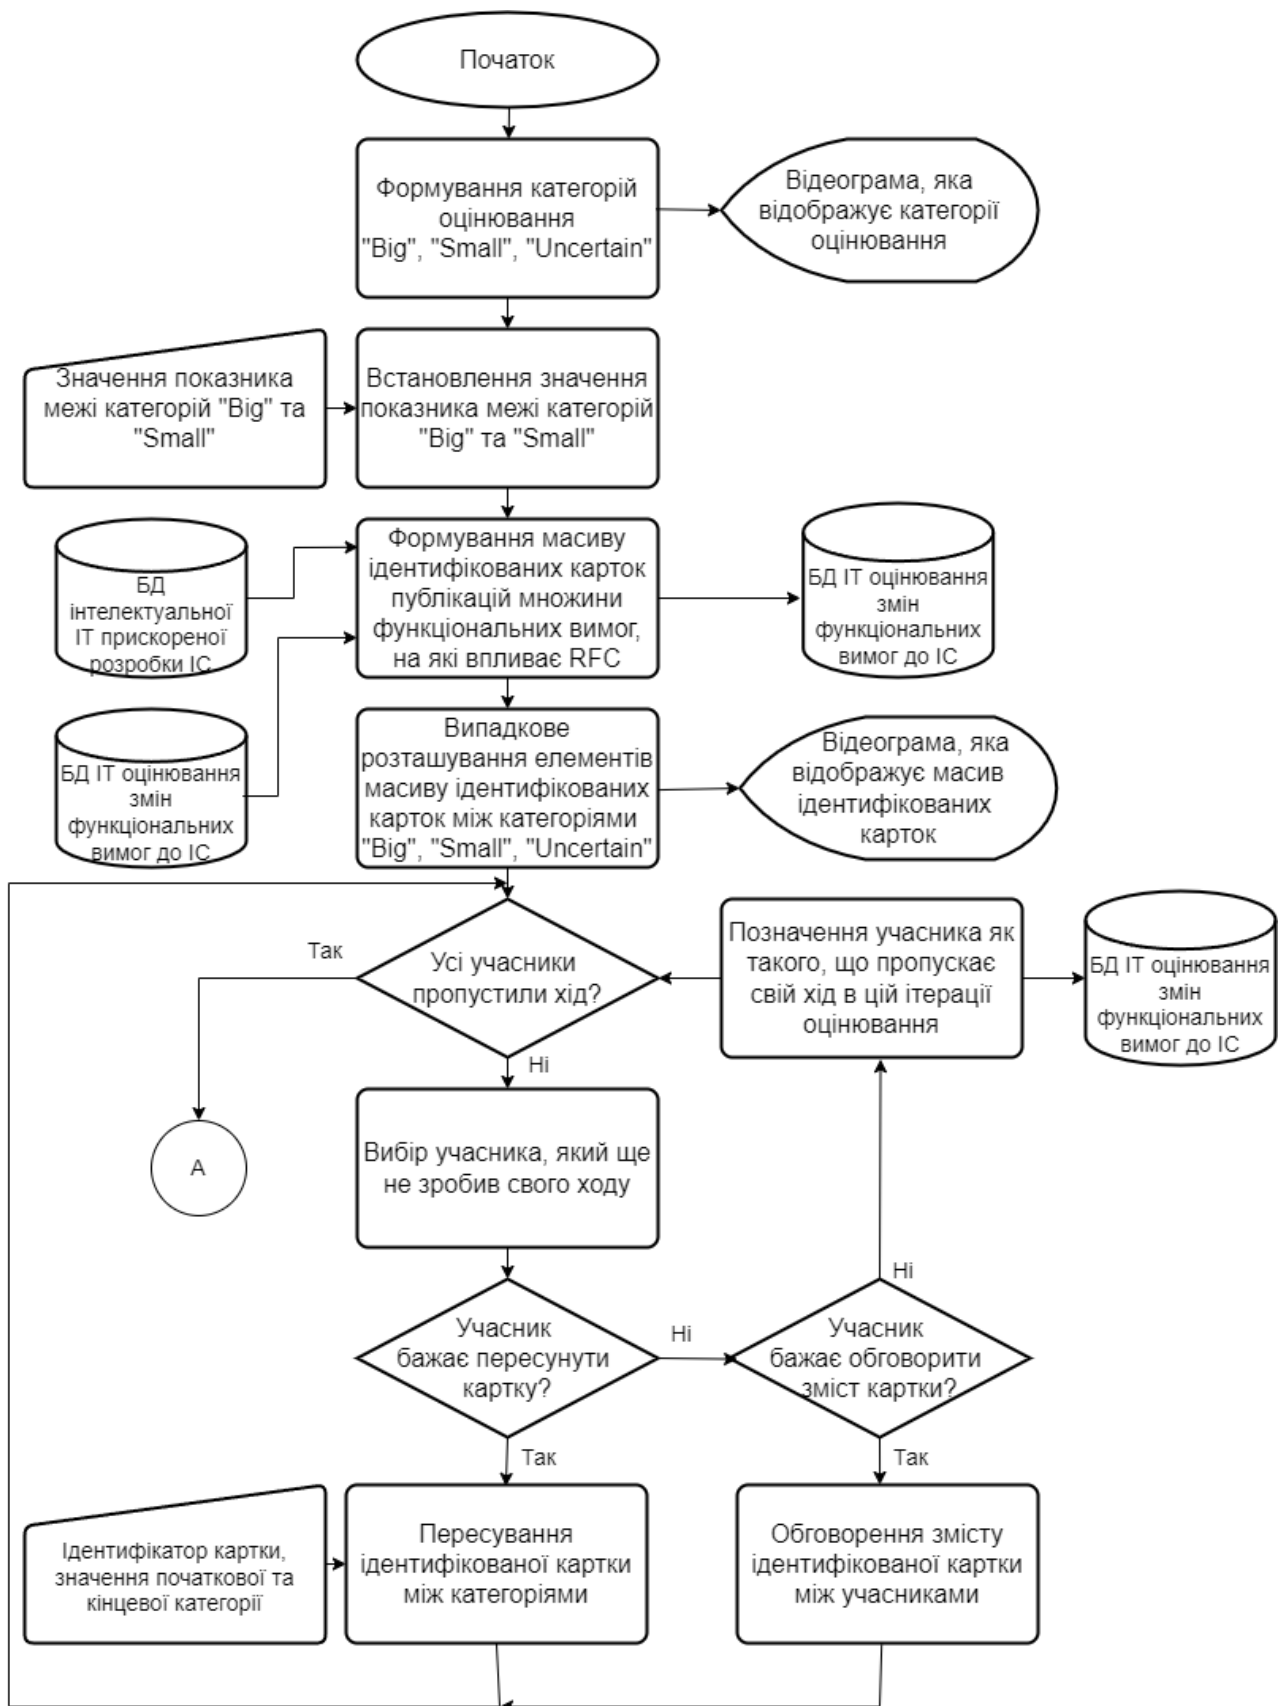 Початок
Формування категорій
оцінювання
"Big", "Small", "Uncertain"
Відеограма, яка
відображує категорії
оцінювання
Значення показника
межі категорій "Big" та
"Small"
Встановлення значення
показника межі категорій
"Big" та "Small"
БД
інтелектуальної
ІТ прискореної
розробки ІС
Формування масиву
ідентифікованих карток
публікацій множини
функціональних вимог,
на які впливає RFC
БД ІТ оцінювання
змін
функціональних
вимог до ІС
БД ІТ оцінювання
змін
функціональних
вимог до ІС
Випадкове
розташування елементів
масиву ідентифікованих
карток між категоріями
"Big", "Small", "Uncertain"
Відеограма, яка
відображує масив
ідентифікованих
карток
Так
Усі учасники
пропустили хід?
Позначення учасника як
такого, що пропускає
свій хід в цій ітерації
оцінювання
БД ІТ оцінювання
змін
функціональних
вимог до ІС
Ні
А
Вибір учасника, який ще
не зробив свого ходу
Ні
Учасник
бажає пересунути
картку?
Ні
Учасник
бажає обговорити
зміст картки?
Так
Так
Ідентифікатор картки,
значення початкової та
кінцевої категорії
Пересування
ідентифікованої картки
між категоріями
Обговорення змісту
ідентифікованої картки
між учасниками